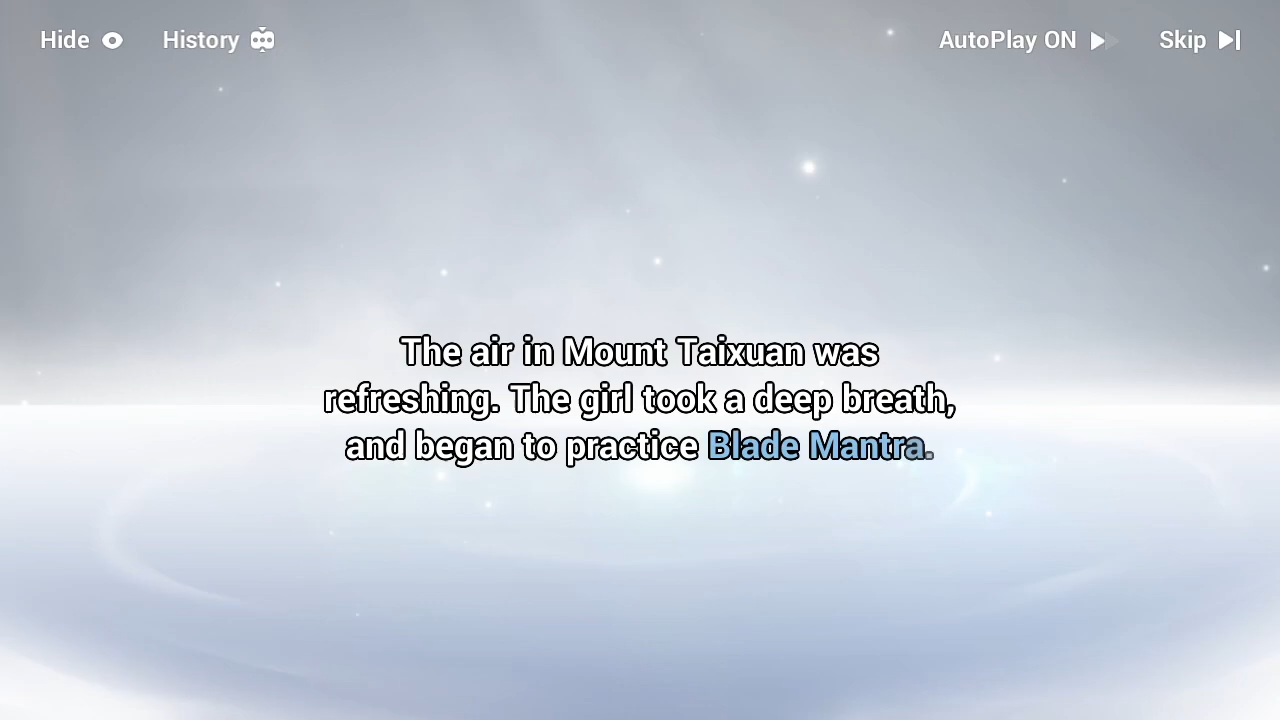 Hide
History
AutoPlay ON
Skip
The air in Mount Taixuan was
refreshing. The girl took a deep breath,
and began to practice Blade Mantra.